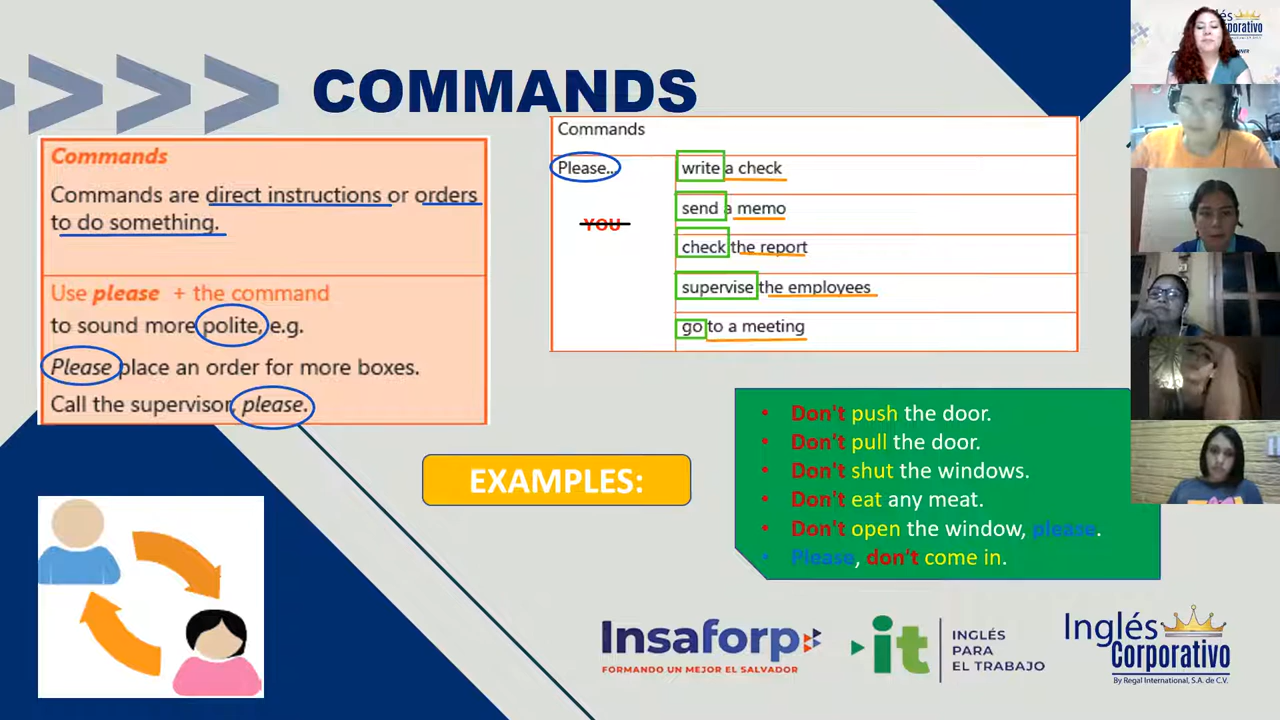 COMMANDS
Commands
Commands are direct instructions or orders
to do something.
Use please + the command
to sound more polite, e.g.
Please place an order for more boxes.
Call the supervisor, please.
Commands
Please...
YOU
write a check
send a memo
check the report
supervise the employees
go to a meeting
EXAMPLES:
• Don't push the door.
• Don't pull the door.
• Don't shut the windows.
• Don't eat any meat.
• Don't open the window, please.
• Please, don't come in.
Insaforp
FORMANDO UN MEJOR EL SALVADOR
it
INGLÉS
PARA
EL TRABAJO
Inglés
Corporativo
By Regal International, S.A. de C.V.